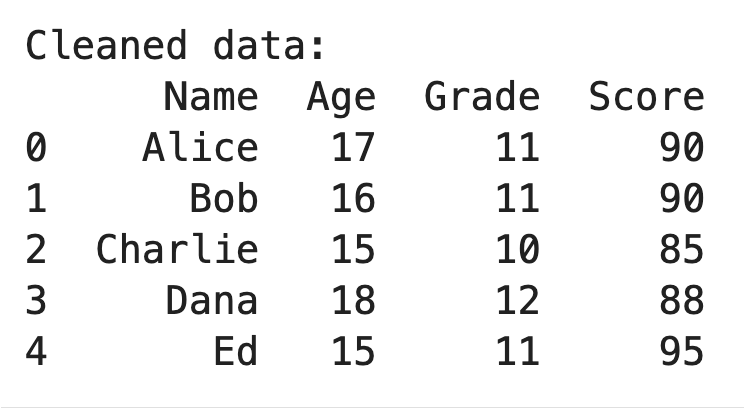 Cleaned data:
      Name  Age  Grade  Score
0    Alice   17     11     90
1      Bob   16     11     90
2  Charlie   15     10     85
3     Dana   18     12     88
4       Ed   15     11     95